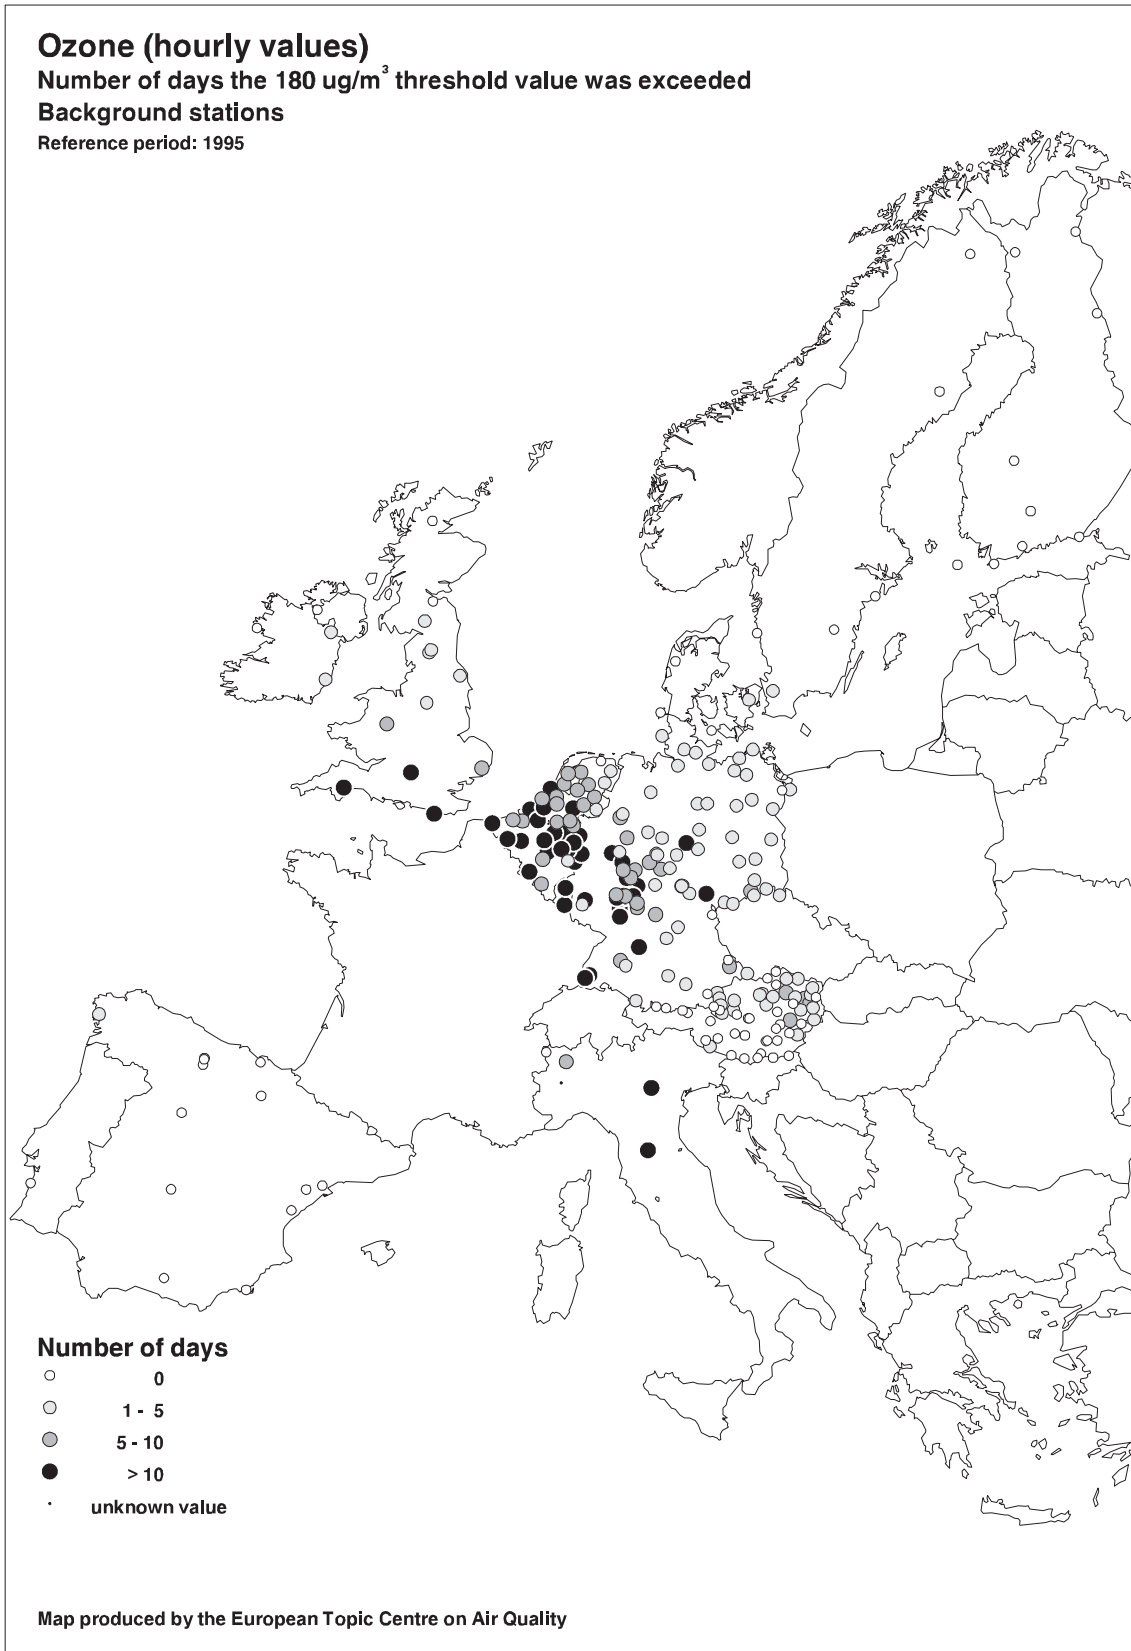 Ozone (hourly values)
Number of days the 180 ug/m³ threshold value was exceeded
Background stations
Reference period: 1995
Number of days
0
1 - 5
5 - 10
> 10
unknown value
Map produced by the European Topic Centre on Air Quality